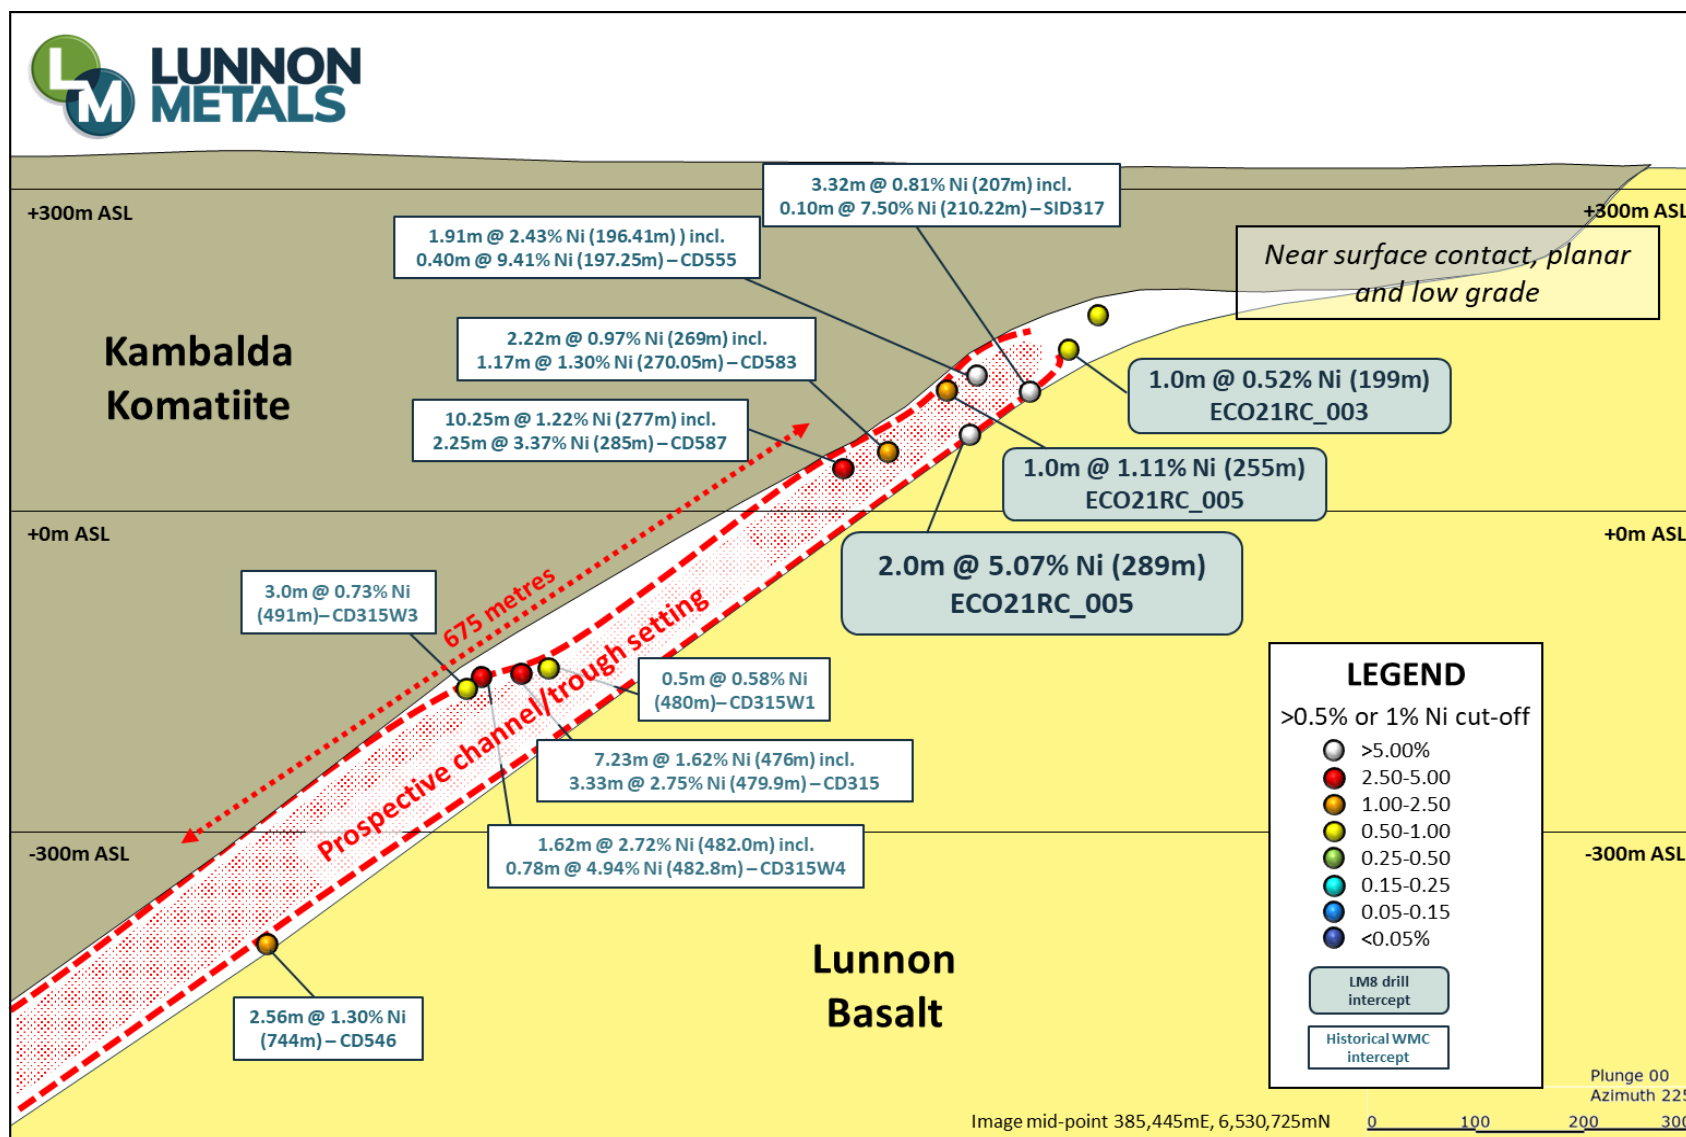 LM
LUNNON
METALS
3.32m @ 0.81% Ni (207m) incl.
0.10m @ 7.50% Ni (210.22m) – SID317
+300m ASL
+300m ASL
1.91m @ 2.43% Ni (196.41m) ) incl.
0.40m @ 9.41% Ni (197.25m) – CD555
Near surface contact, planar
and low grade
Kambalda
Komatiite
2.22m @ 0.97% Ni (269m) incl.
1.17m @ 1.30% Ni (270.05m) – CD583
1.0m @ 0.52% Ni (199m)
ECO21RC_003
10.25m @ 1.22% Ni (277m) incl.
2.25m @ 3.37% Ni (285m) – CD587
1.0m @ 1.11% Ni (255m)
ECO21RC_005
+0m ASL
+0m ASL
2.0m @ 5.07% Ni (289m)
ECO21RC_005
3.0m @ 0.73% Ni
(491m)– CD315W3
675 metres
Prospective channel/trough setting
0.5m @ 0.58% Ni
(480m)– CD315W1
7.23m @ 1.62% Ni (476m) incl.
3.33m @ 2.75% Ni (479.9m) – CD315
1.62m @ 2.72% Ni (482.0m) incl.
0.78m @ 4.94% Ni (482.8m) – CD315W4
-300m ASL
-300m ASL
2.56m @ 1.30% Ni
(744m) – CD546
Lunnon
Basalt
LEGEND
>0.5% or 1% Ni cut-off
>5.00%
2.50-5.00
1.00-2.50
0.50-1.00
0.25-0.50
0.15-0.25
0.05-0.15
<0.05%
LM8 drill
intercept
Historical WMC
intercept
Plunge 00
Azimuth 225
Image mid-point 385,445mE, 6,530,725mN
0 100 200 300